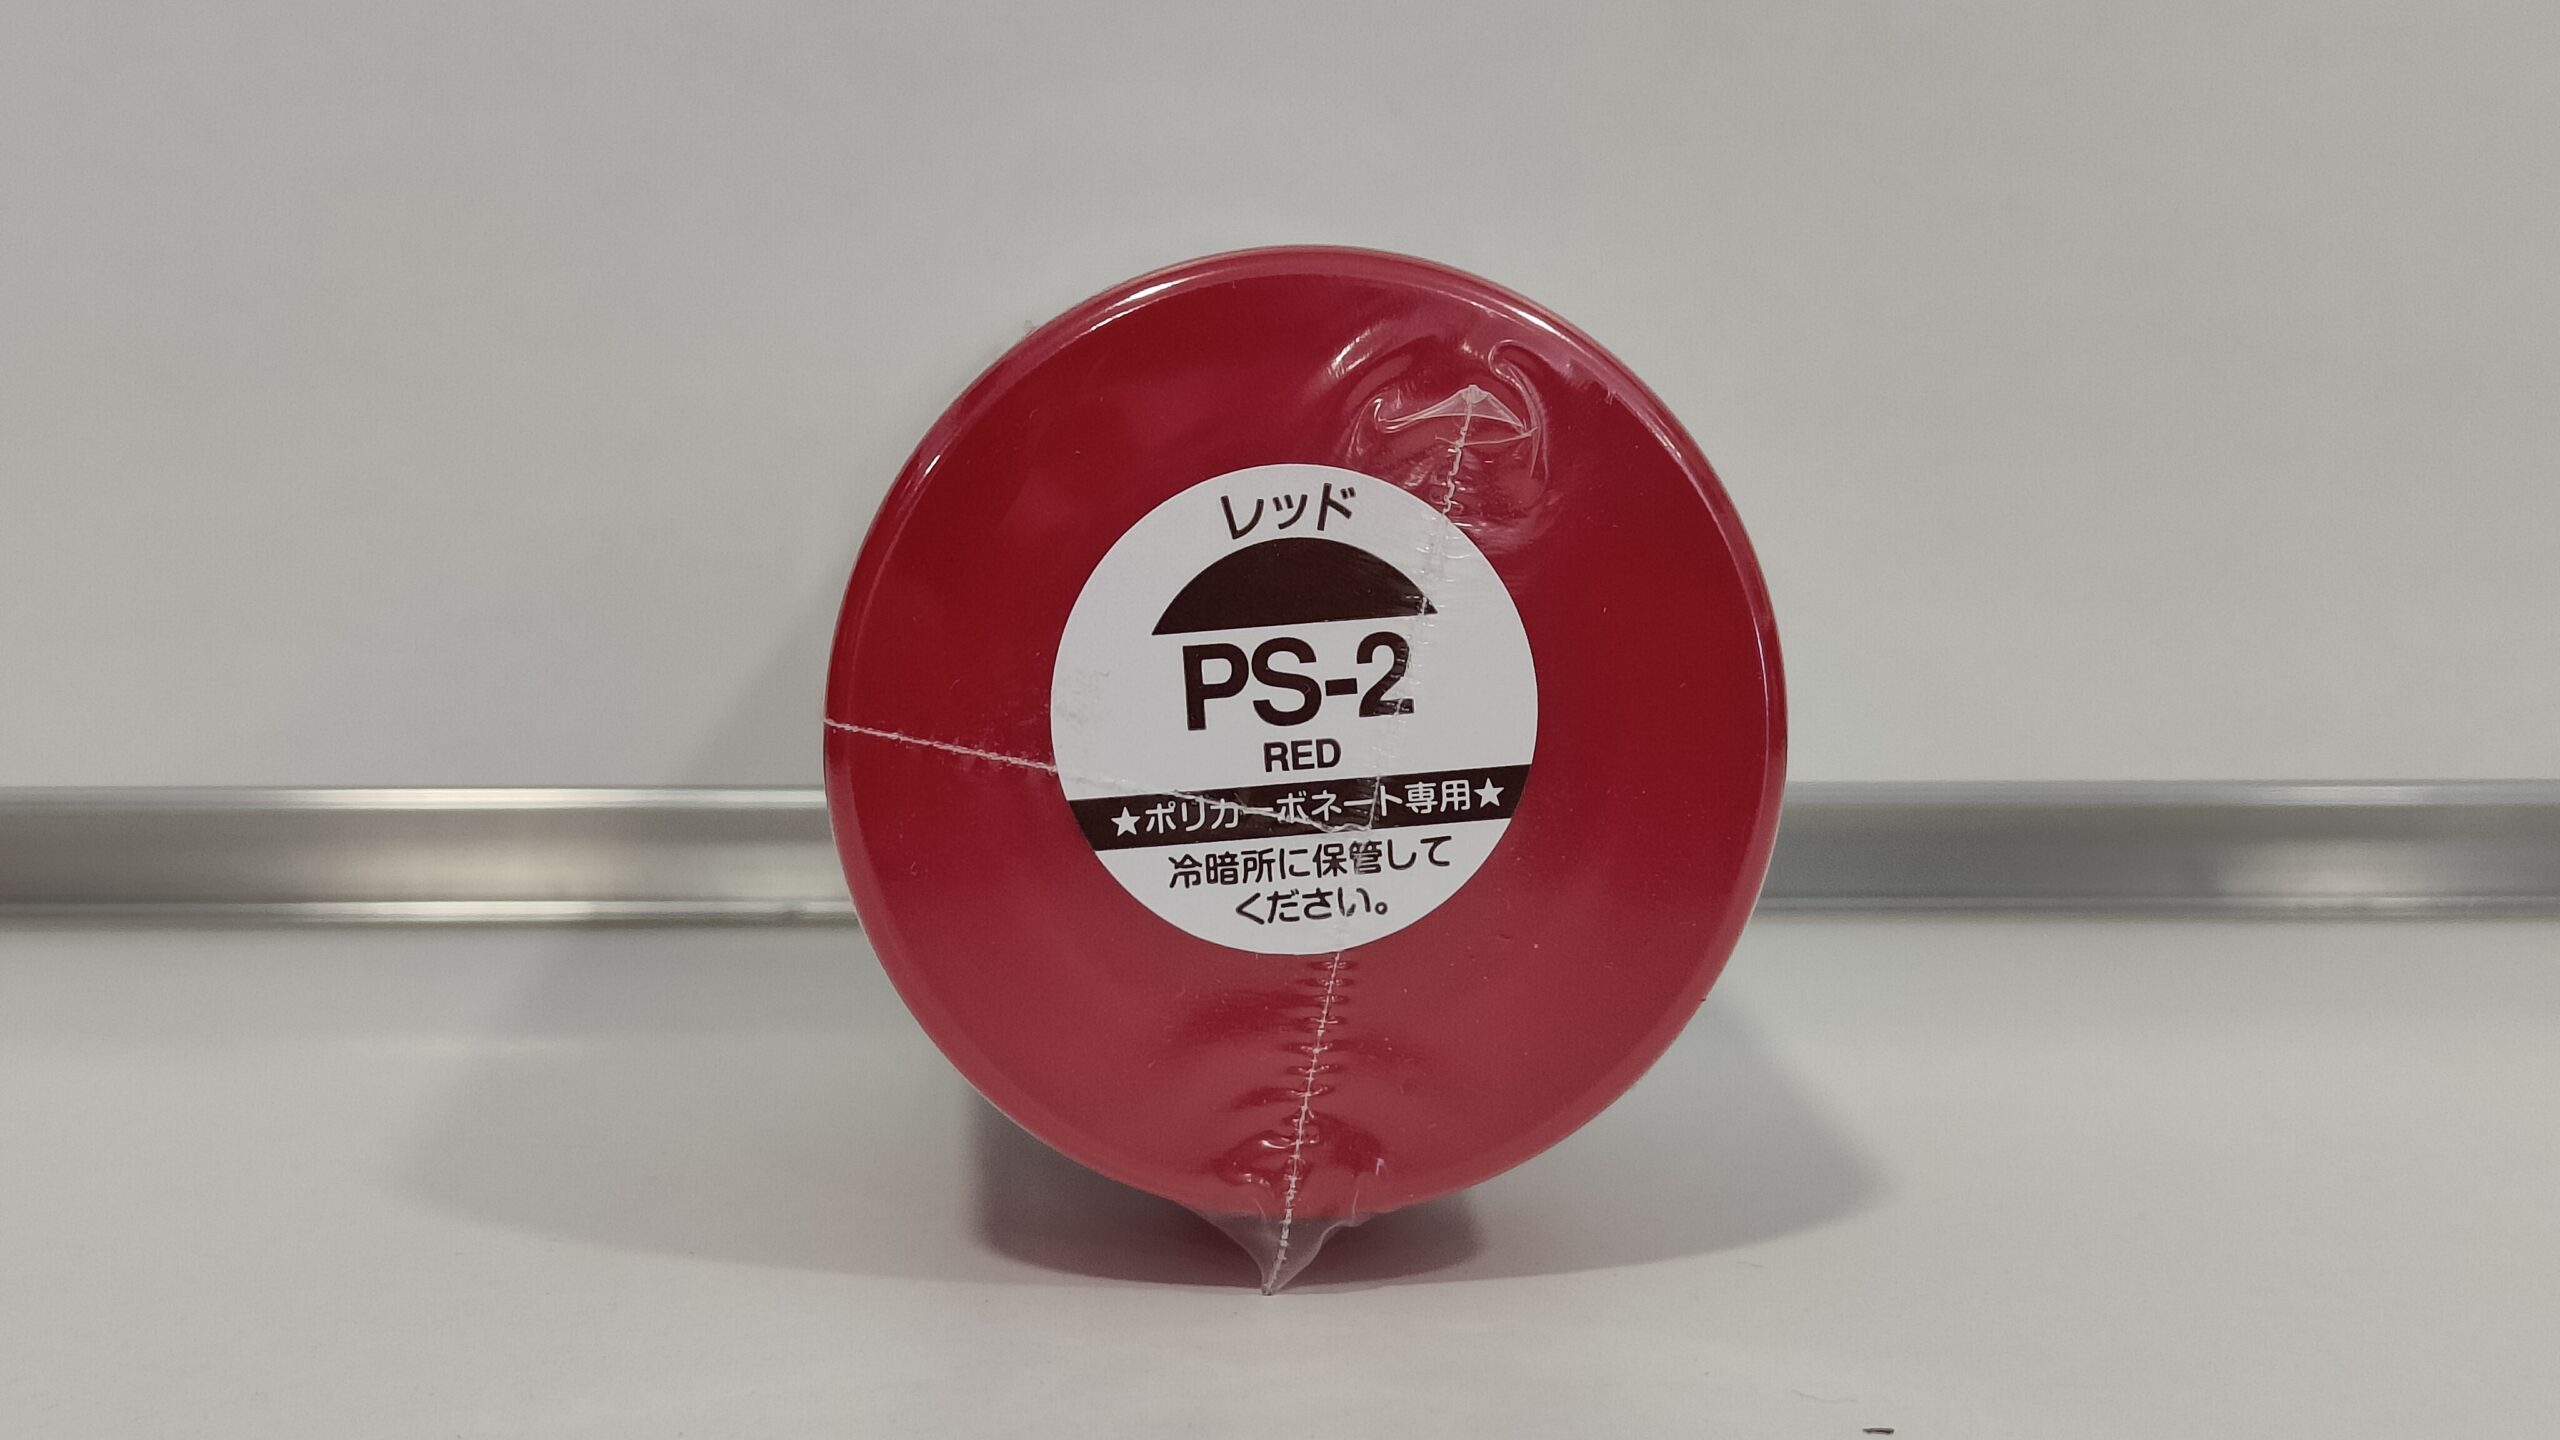 レッド
PS-2
RED
★ポリカーボネート専用★
冷暗所に保管して
ください。